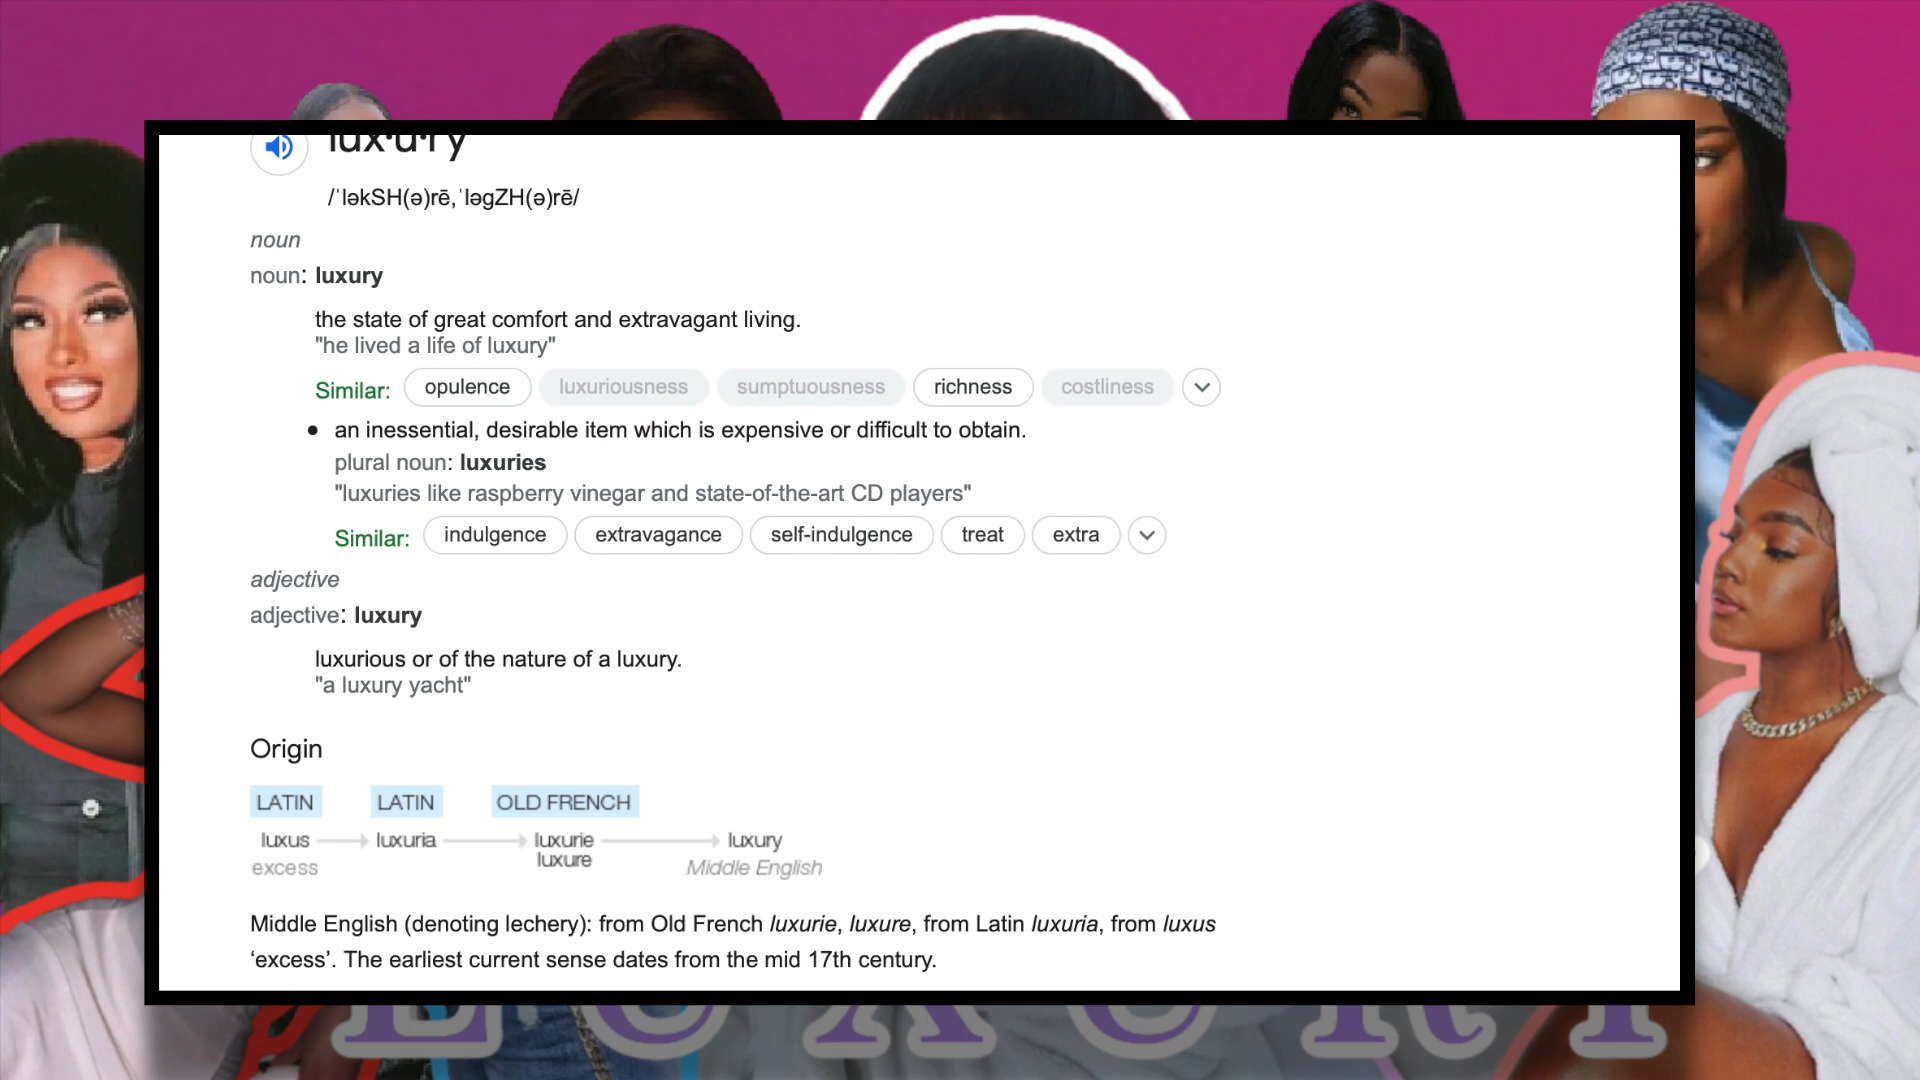 lux·u·ry
/ˈləkSH(ə)rē,ˈləgZH(ə)rē/
noun
noun: luxury
the state of great comfort and extravagant living.
"he lived a life of luxury"
Similar: opulence luxuriousness sumptuousness richness costliness
• an inessential, desirable item which is expensive or difficult to obtain.
plural noun: luxuries
"luxuries like raspberry vinegar and state-of-the-art CD players"
Similar: indulgence extravagance self-indulgence treat extra
adjective
adjective: luxury
luxurious or of the nature of a luxury.
"a luxury yacht"
Origin
LATIN LATIN OLD FRENCH
luxus luxuria luxurie luxury
luxure
excess Middle English
Middle English (denoting lechery): from Old French luxurie, luxure, from Latin luxuria, from luxus
‘excess’. The earliest current sense dates from the mid 17th century.
LUXURY